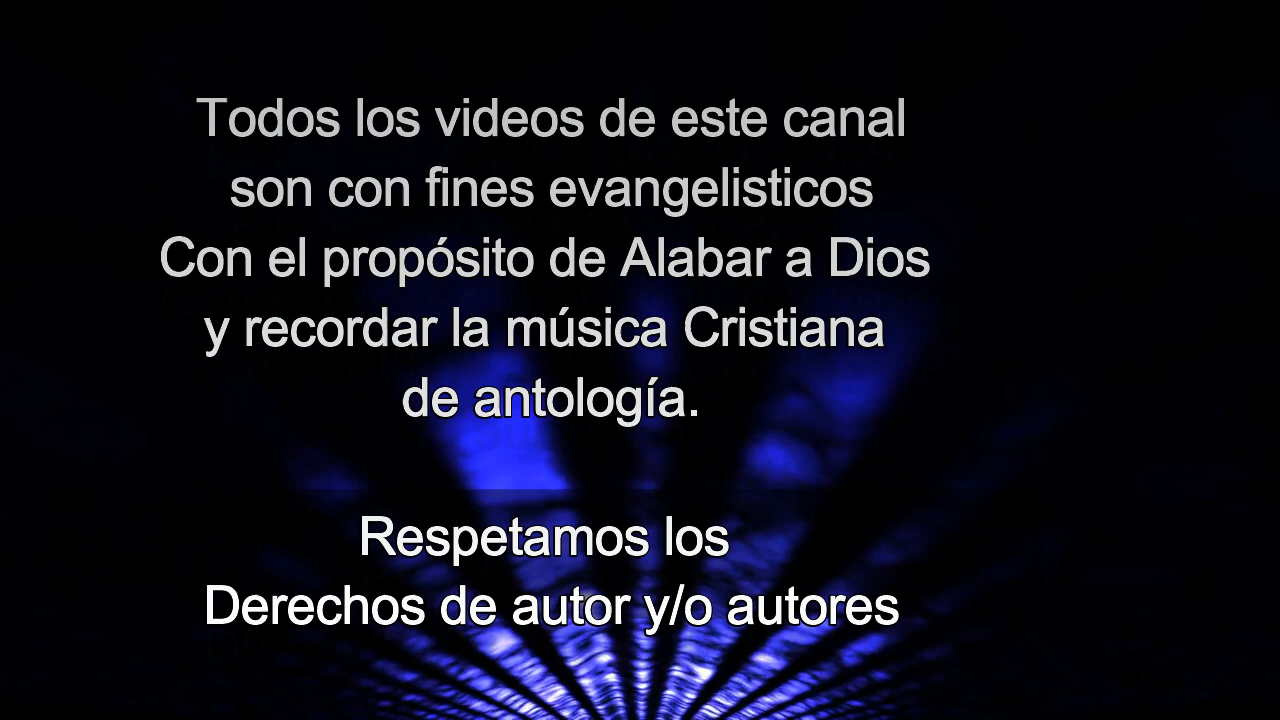 Todos los videos de este canal
son con fines evangelisticos
Con el propósito de Alabar a Dios
y recordar la música Cristiana
de antología.
Respetamos los
Derechos de autor y/o autores